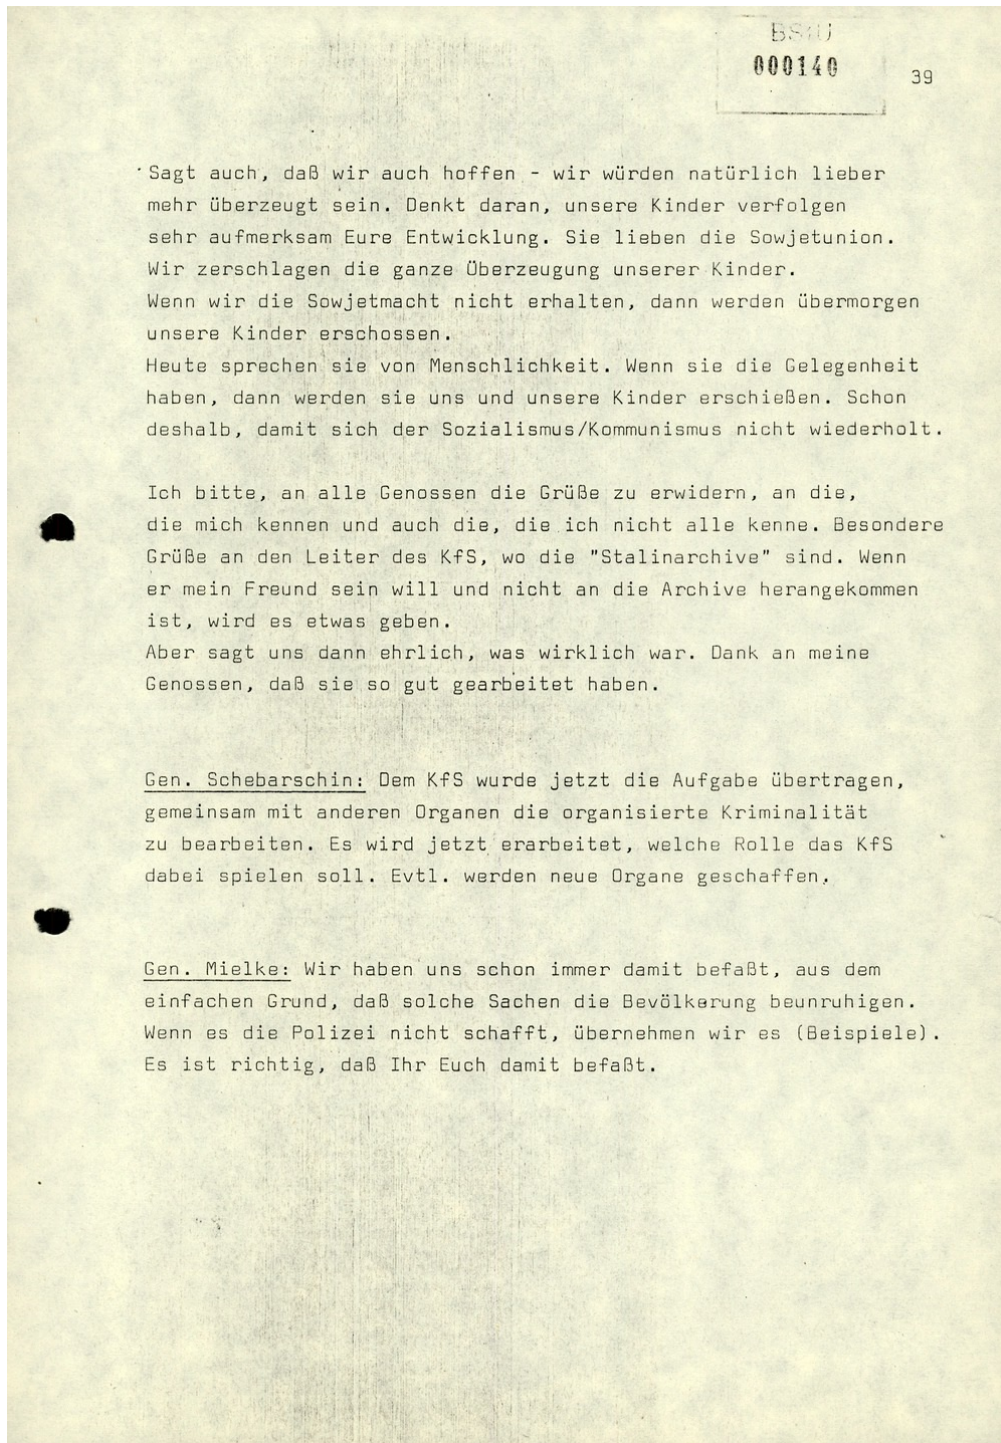 BStU
000140
39
Sagt auch, daß wir auch hoffen - wir würden natürlich lieber
mehr überzeugt sein. Denkt daran, unsere Kinder verfolgen
sehr aufmerksam Eure Entwicklung. Sie lieben die Sowjetunion.
Wir zerschlagen die ganze Überzeugung unserer Kinder.
Wenn wir die Sowjetmacht nicht erhalten, dann werden übermorgen
unsere Kinder erschossen.
Heute sprechen sie von Menschlichkeit. Wenn sie die Gelegenheit
haben, dann werden sie uns und unsere Kinder erschießen. Schon
deshalb, damit sich der Sozialismus/Kommunismus nicht wiederholt.
Ich bitte, an alle Genossen die Grüße zu erwidern, an die,
die mich kennen und auch die, die ich nicht alle kenne. Besondere
Grüße an den Leiter des KfS, wo die "Stalinarchive" sind. Wenn
er mein Freund sein will und nicht an die Archive herangekommen
ist, wird es etwas geben.
Aber sagt uns dann ehrlich, was wirklich war. Dank an meine
Genossen, daß sie so gut gearbeitet haben.
Gen. Schebarschin: Dem KfS wurde jetzt die Aufgabe übertragen,
gemeinsam mit anderen Organen die organisierte Kriminalität
zu bearbeiten. Es wird jetzt erarbeitet, welche Rolle das KfS
dabei spielen soll. Evtl. werden neue Organe geschaffen.
Gen. Mielke: Wir haben uns schon immer damit befaßt, aus dem
einfachen Grund, daß solche Sachen die Bevölkerung beunruhigen.
Wenn es die Polizei nicht schafft, übernehmen wir es (Beispiele).
Es ist richtig, daß Ihr Euch damit befaßt.